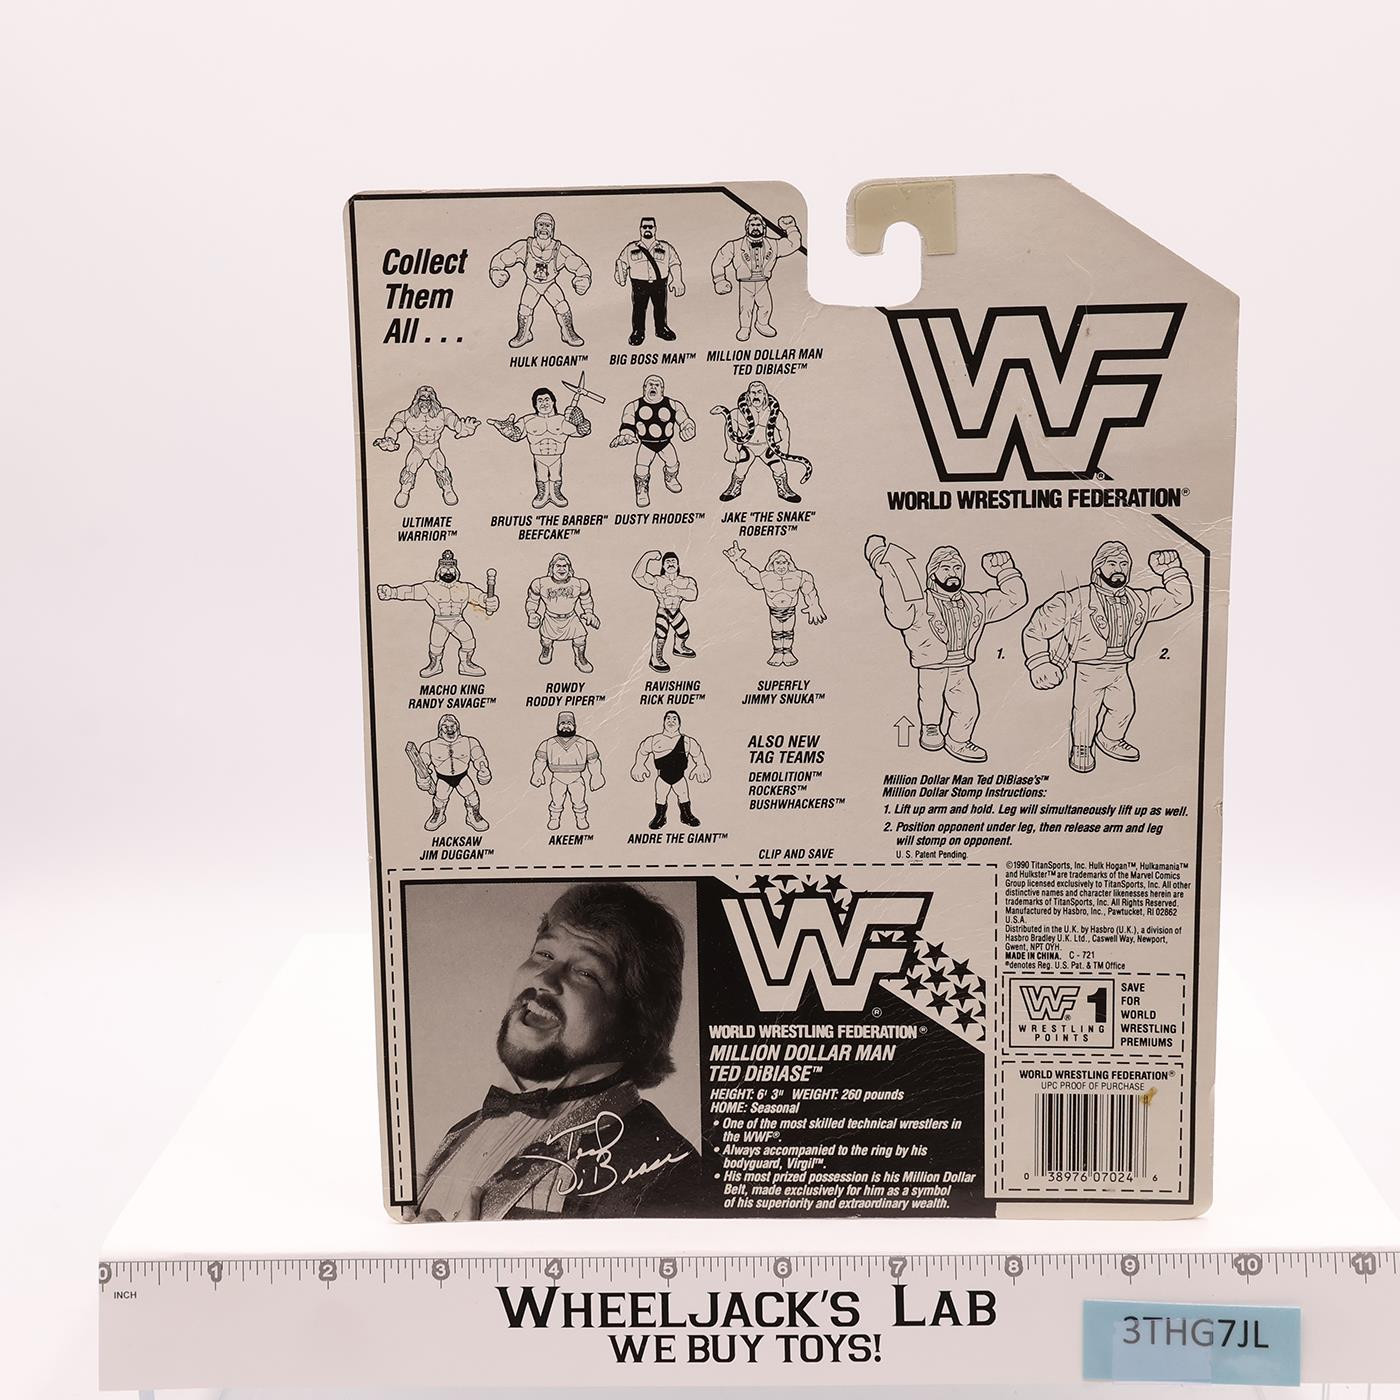 Collect
Them
All . . .
HULK HOGAN™
BIG BOSS MAN™
MILLION DOLLAR MAN
TED DIBIASE™
ULTIMATE
WARRIOR™
BRUTUS "THE BARBER"
BEEFCAKE™
DUSTY RHODES™
JAKE "THE SNAKE"
ROBERTS™
MACHO KING
RANDY SAVAGE™
ROWDY
RODDY PIPER™
RAVISHING
RICK RUDE™
SUPERFLY
JIMMY SNUKA™
HACKSAW
JIM DUGGAN™
AKEEM™
ANDRE THE GIANT™
ALSO NEW
TAG TEAMS
DEMOLITION™
ROCKERS™
BUSHWHACKERS™
CLIP AND SAVE
WF®
WORLD WRESTLING FEDERATION®
1.
2.
Million Dollar Man Ted DiBiase's™
Million Dollar Stomp Instructions:
1. Lift up arm and hold. Leg will simultaneously lift up as well.
2. Position opponent under leg, then release arm and leg
will stomp on opponent.
U.S. Patent Pending.
©1990 TitanSports, Inc. Hulk Hogan™, Hulkamania™
and Hulkster™ are trademarks of the Marvel Comics
Group licensed exclusively to TitanSports, Inc. All other
distinctive names and character likenesses herein are
trademarks of TitanSports, Inc. All Rights Reserved.
Manufactured by Hasbro, Inc., Pawtucket, RI 02862
U.S.A.
Distributed in the U.K. by Hasbro (U.K.), a division of
Hasbro Bradley U.K. Ltd., Caswell Way, Newport,
Gwent, NPT OYH.
MADE IN CHINA. C-721
®denotes Reg. U.S. Pat. & TM Office
WF® 1
WRESTLING
POINTS
SAVE
FOR
WORLD
WRESTLING
PREMIUMS
WORLD WRESTLING FEDERATION®
UPC PROOF OF PURCHASE
0 38976 07024 6
Ted
DiBiase
WF®
WORLD WRESTLING FEDERATION®
MILLION DOLLAR MAN
TED DiBIASE™
HEIGHT: 6' 3" WEIGHT: 260 pounds
HOME: Seasonal
• One of the most skilled technical wrestlers in
the WWF®.
• Always accompanied to the ring by his
bodyguard, Virgil™.
• His most prized possession is his Million Dollar
Belt, made exclusively for him as a symbol
of his superiority and extraordinary wealth.
0 1 2 3 4 5 6 7 8 9 10 11
INCH
WHEELJACK'S LAB
WE BUY TOYS!
3THG7JL